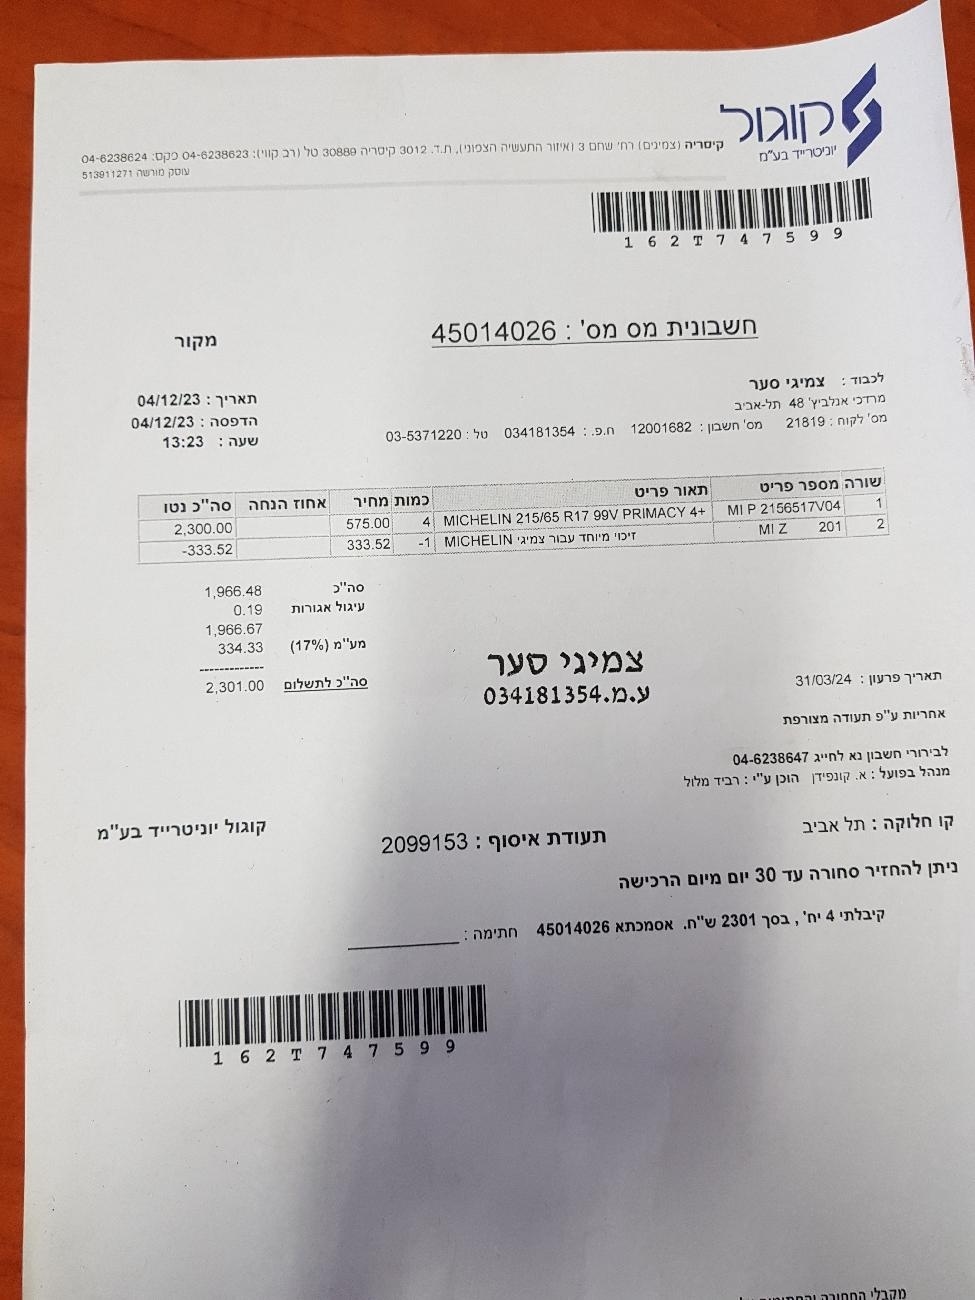 קוגול
יוניטרייד בע"מ
קיסריה (צמיגים) רח' שחם 3 (איזור התעשיה הצפוני), ת.ד. 3012 קיסריה 30889 טל (רב קווי): 04-6238623 פקס: 04-6238624
עוסק מורשה 513911271
162T747599
חשבונית מס מס' : 45014026
מקור
לכבוד : צמיגי סער
מרדכי אנלביץ' 48 תל-אביב
מס' לקוח : 21819 מס' חשבון : 12001682 ח.פ. : 034181354 טל : 03-5371220
תאריך : 04/12/23
הדפסה : 04/12/23
שעה : 13:23
שורה מספר פריט תאור פריט כמות מחיר אחוז הנחה סה"כ נטו
1 MI P 2156517V04 MICHELIN 215/65 R17 99V PRIMACY 4+ 4 575.00 2,300.00
2 MI Z 201 זיכוי מיוחד עבור צמיגי MICHELIN -1 333.52 -333.52
סה"כ 1,966.48
עיגול אגורות 0.19
1,966.67
מע"מ (17%) 334.33
-------------
סה"כ לתשלום 2,301.00
צמיגי סער
ע.מ.034181354
תאריך פרעון : 31/03/24
אחריות ע"פ תעודה מצורפת
לבירורי חשבון נא לחייג 04-6238647
מנהל בפועל : א. קונפידן הוכן ע"י : רביד מלול
קו חלוקה : תל אביב
תעודת איסוף : 2099153
קוגול יוניטרייד בע"מ
ניתן להחזיר סחורה עד 30 יום מיום הרכישה
קיבלתי 4 יח' , בסך 2301 ש"ח. אסמכתא 45014026 חתימה : ___________
162T747599